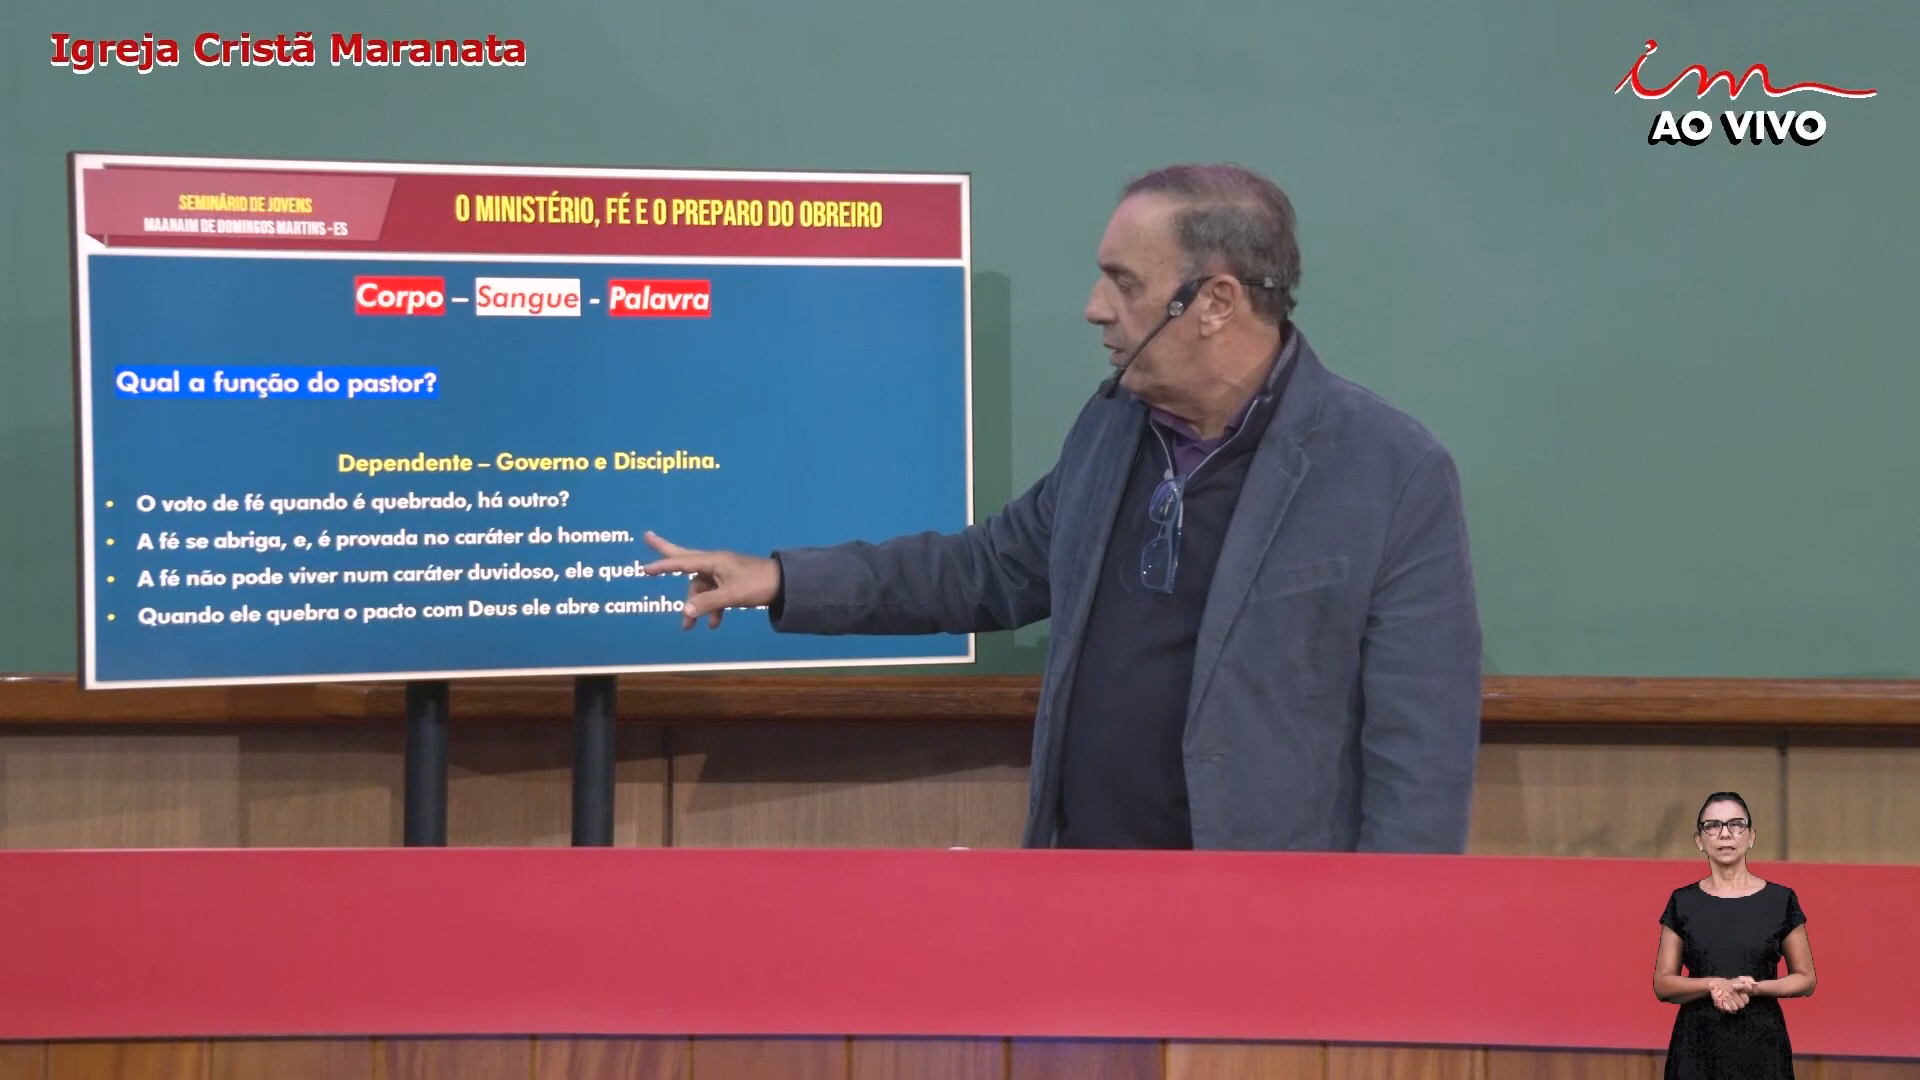 Igreja Cristã Maranata
im
AO VIVO
SEMINÁRIO DE JOVENS
MAANAIM DE DOMINGOS MARTINS - ES
O MINISTÉRIO, FÉ E O PREPARO DO OBREIRO
Corpo – Sangue - Palavra
Qual a função do pastor?
Dependente – Governo e Disciplina.
• O voto de fé quando é quebrado, há outro?
• A fé se abriga, e, é provada no caráter do homem.
• A fé não pode viver num caráter duvidoso, ele
• Quando ele quebra o pacto com Deus ele abre caminho